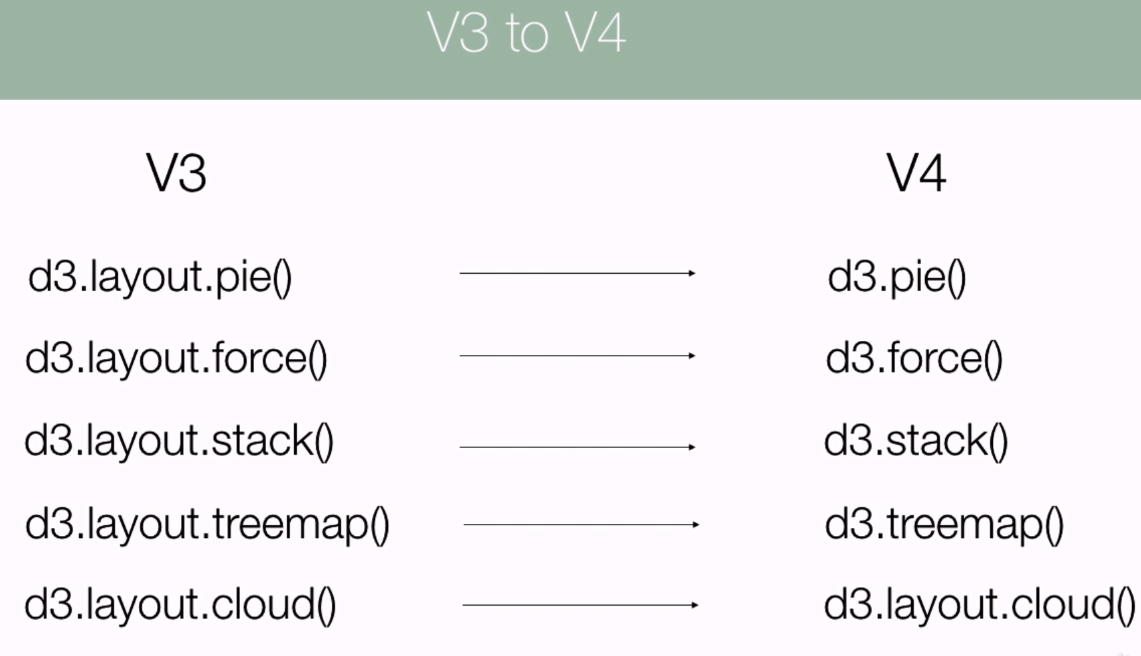 V3 to V4
V3 V4
d3.layout.pie() d3.pie()
d3.layout.force() d3.force()
d3.layout.stack() d3.stack()
d3.layout.treemap() d3.treemap()
d3.layout.cloud() d3.layout.cloud()